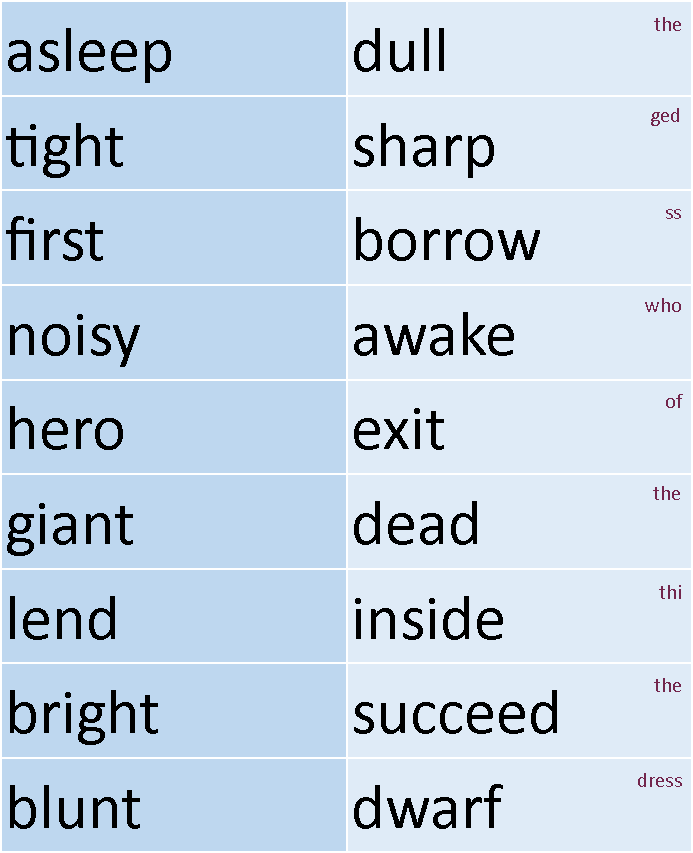 asleep dull the
tight sharp ged
first borrow ss
noisy awake who
hero exit of
giant dead the
lend inside thi
bright succeed the
blunt dwarf dress